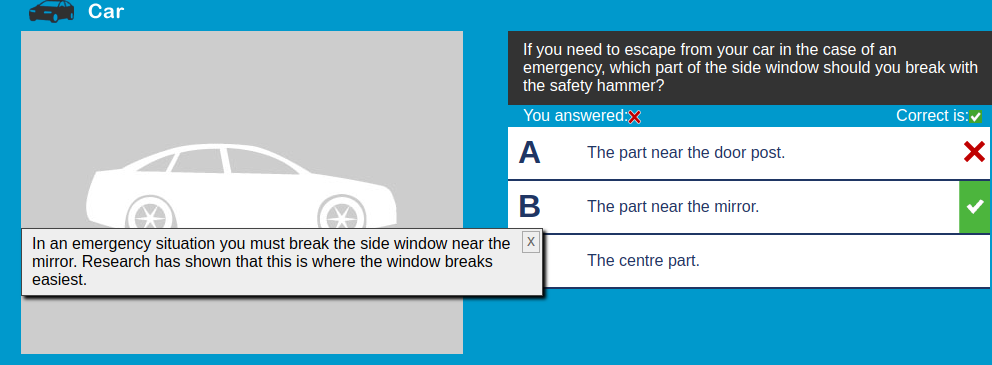 Car
If you need to escape from your car in the case of an
emergency, which part of the side window should you break with
the safety hammer?
You answered:
Correct is:
A
The part near the door post.
B
The part near the mirror.
The centre part.
In an emergency situation you must break the side window near the
mirror. Research has shown that this is where the window breaks
easiest.
X